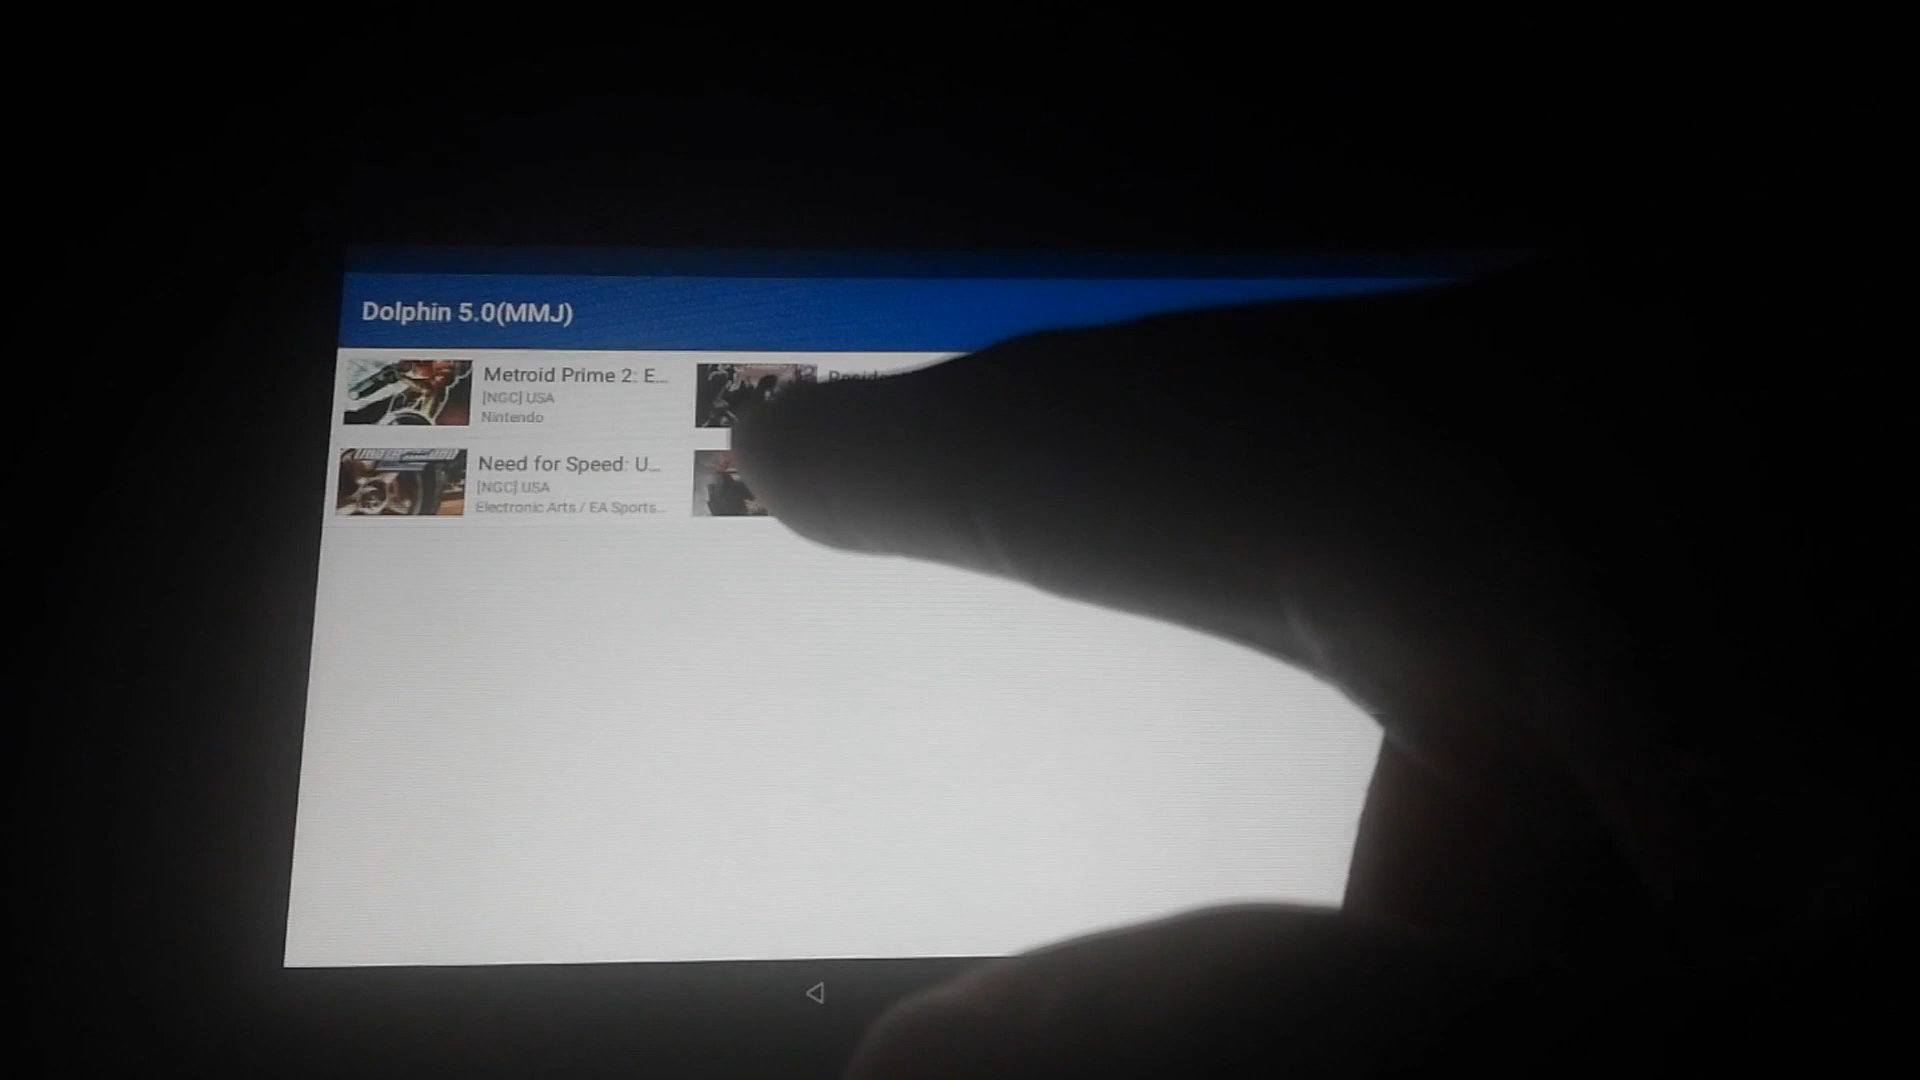 Dolphin 5.0(MMJ)
Metroid Prime 2: E...
[NGC] USA
Nintendo
Need for Speed: U...
[NGC] USA
Electronic Arts / EA Sports...